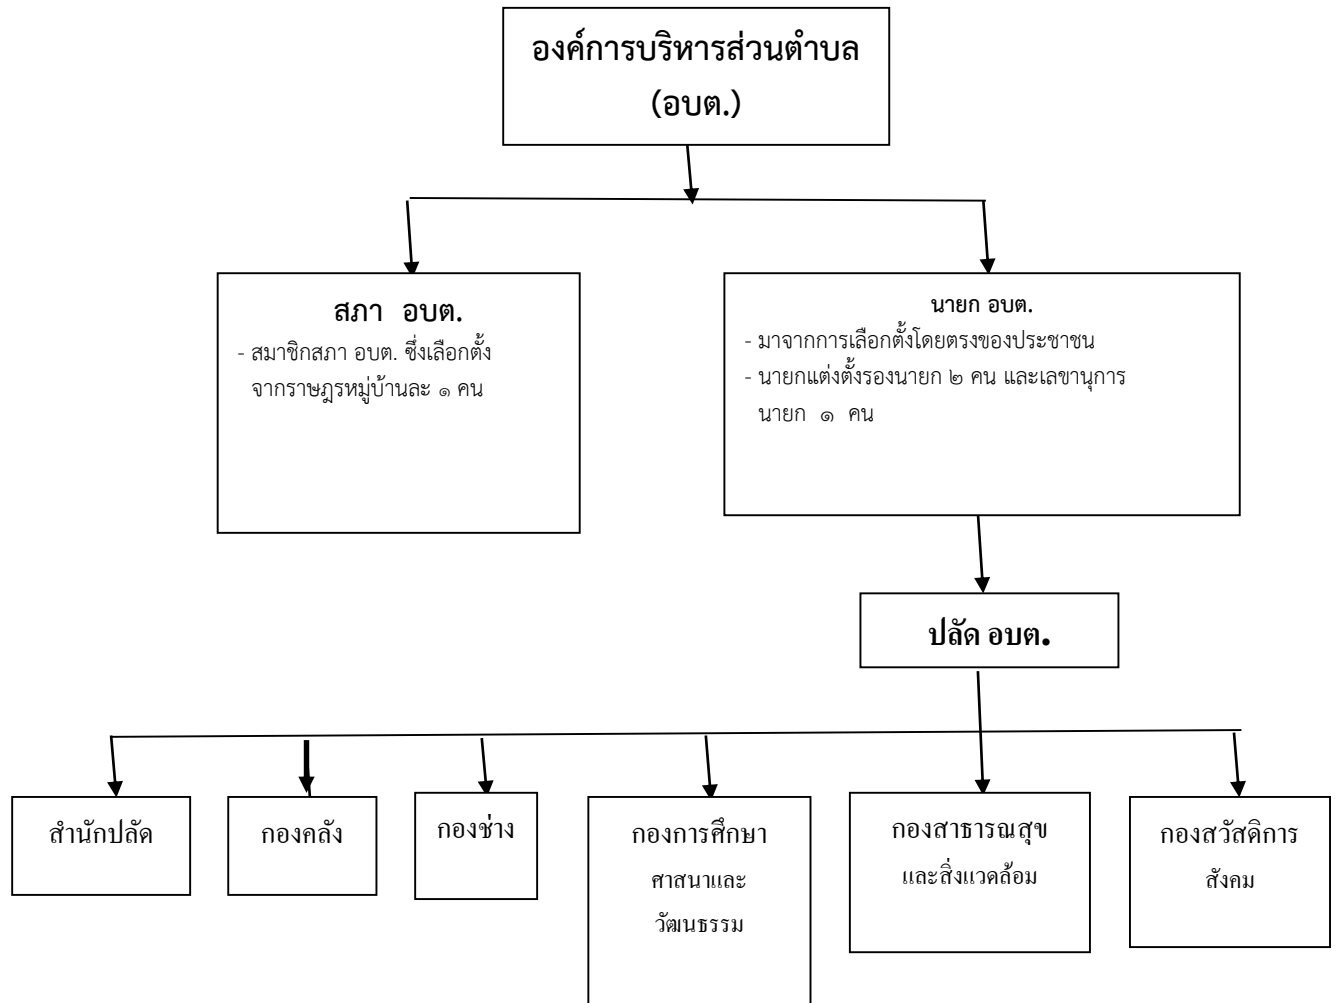 องค์การบริหารส่วนตำบล
(อบต.)
สภา อบต.
- สมาชิกสภา อบต. ซึ่งเลือกตั้ง
จากราษฎรหมู่บ้านละ ๑ คน
นายก อบต.
- มาจากการเลือกตั้งโดยตรงของประชาชน
- นายกแต่งตั้งรองนายก ๒ คน และเลขานุการ
นายก ๑ คน
ปลัด อบต.
สำนักปลัด
กองคลัง
กองช่าง
กองการศึกษา
ศาสนาและ
วัฒนธรรม
กองสาธารณสุข
และสิ่งแวดล้อม
กองสวัสดิการ
สังคม